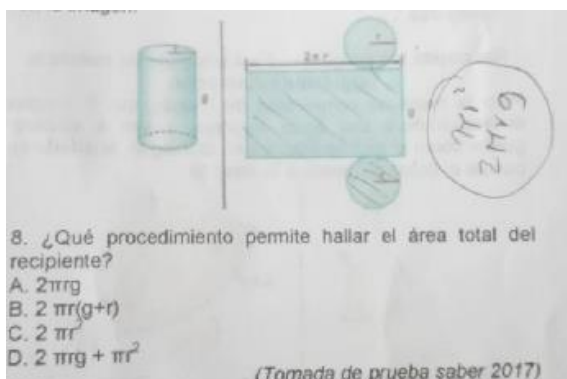 2πr
r
g
g
πr²
2πrg
8. ¿Qué procedimiento permite hallar el área total del
recipiente?
A. 2πrg
B. 2 πr(g+r)
C. 2 πr²
D. 2 πrg + πr²
(Tomada de prueba saber 2017)